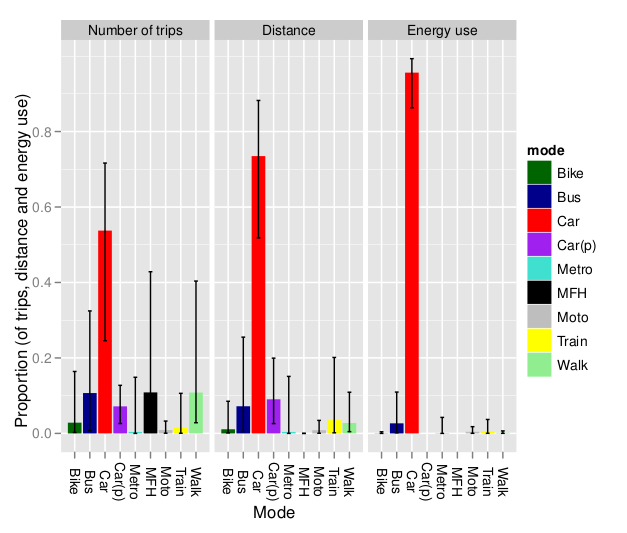 Number of trips
Distance
Energy use
Proportion (of trips, distance and energy use)
0.8
0.6
0.4
0.2
0.0
Bike Bus Car Car(p) Metro MFH Moto Train Walk
Bike Bus Car Car(p) Metro MFH Moto Train Walk
Bike Bus Car Car(p) Metro MFH Moto Train Walk
Mode
mode
Bike
Bus
Car
Car(p)
Metro
MFH
Moto
Train
Walk